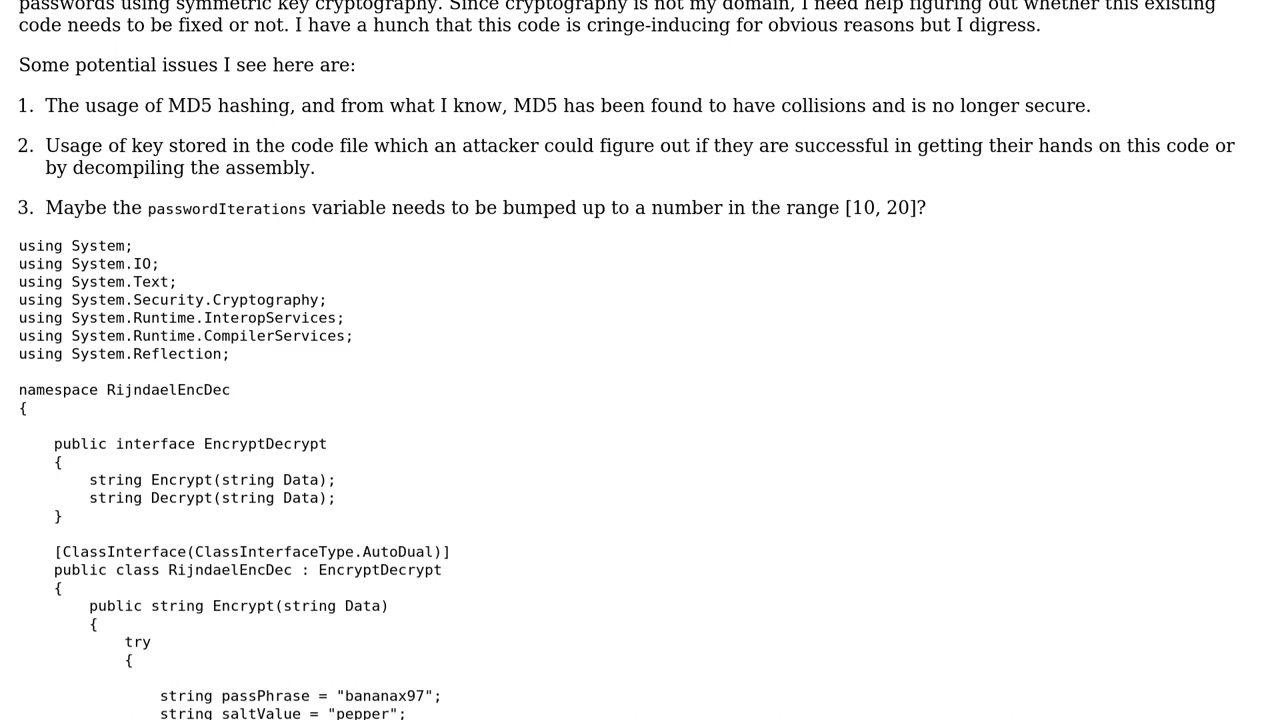 passwords using symmetric key cryptography. Since cryptography is not my domain, I need help figuring out whether this existing
code needs to be fixed or not. I have a hunch that this code is cringe-inducing for obvious reasons but I digress.
Some potential issues I see here are:
1. The usage of MD5 hashing, and from what I know, MD5 has been found to have collisions and is no longer secure.
2. Usage of key stored in the code file which an attacker could figure out if they are successful in getting their hands on this code or
by decompiling the assembly.
3. Maybe the passwordIterations variable needs to be bumped up to a number in the range [10, 20]?
using System;
using System.IO;
using System.Text;
using System.Security.Cryptography;
using System.Runtime.InteropServices;
using System.Runtime.CompilerServices;
using System.Reflection;
namespace RijndaelEncDec
{
    public interface EncryptDecrypt
    {
        string Encrypt(string Data);
        string Decrypt(string Data);
    }
    [ClassInterface(ClassInterfaceType.AutoDual)]
    public class RijndaelEncDec : EncryptDecrypt
    {
        public string Encrypt(string Data)
        {
            try
            {
                string passPhrase = "bananax97";
                string saltValue = "pepper";